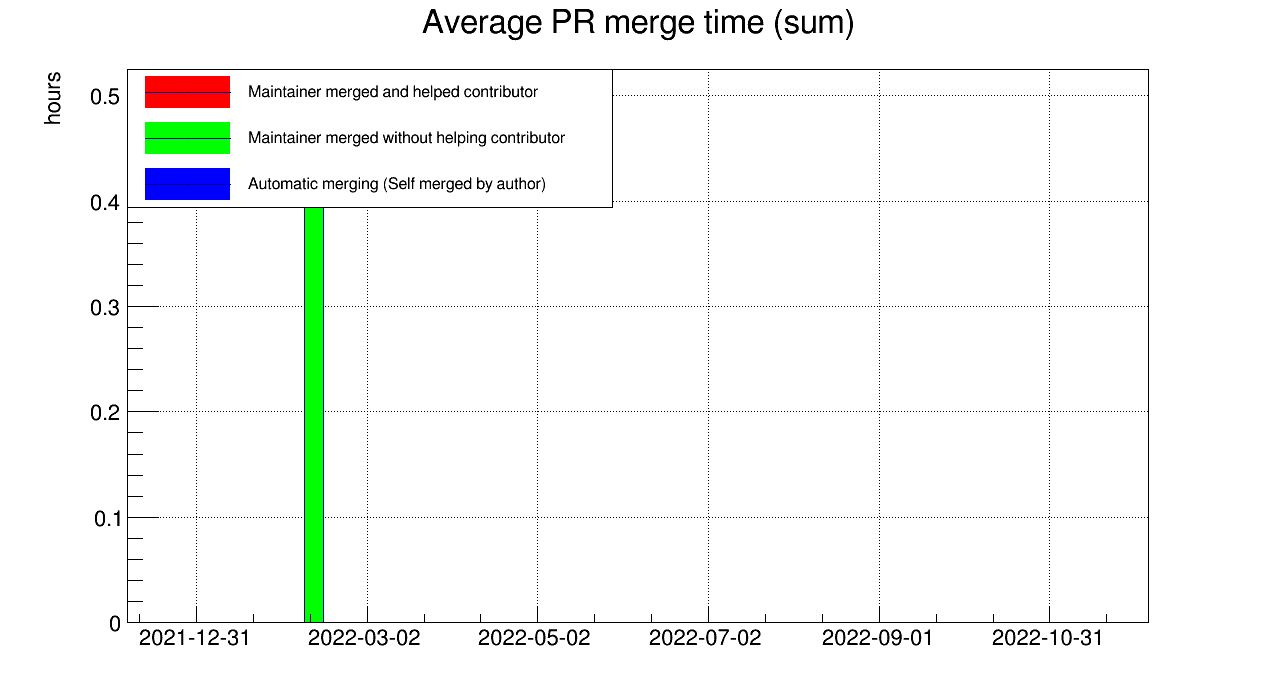 Average PR merge time (sum)
hours
Maintainer merged and helped contributor
Maintainer merged without helping contributor
Automatic merging (Self merged by author)
0.5
0.4
0.3
0.2
0.1
0
2021-12-31 2022-03-02 2022-05-02 2022-07-02 2022-09-01 2022-10-31